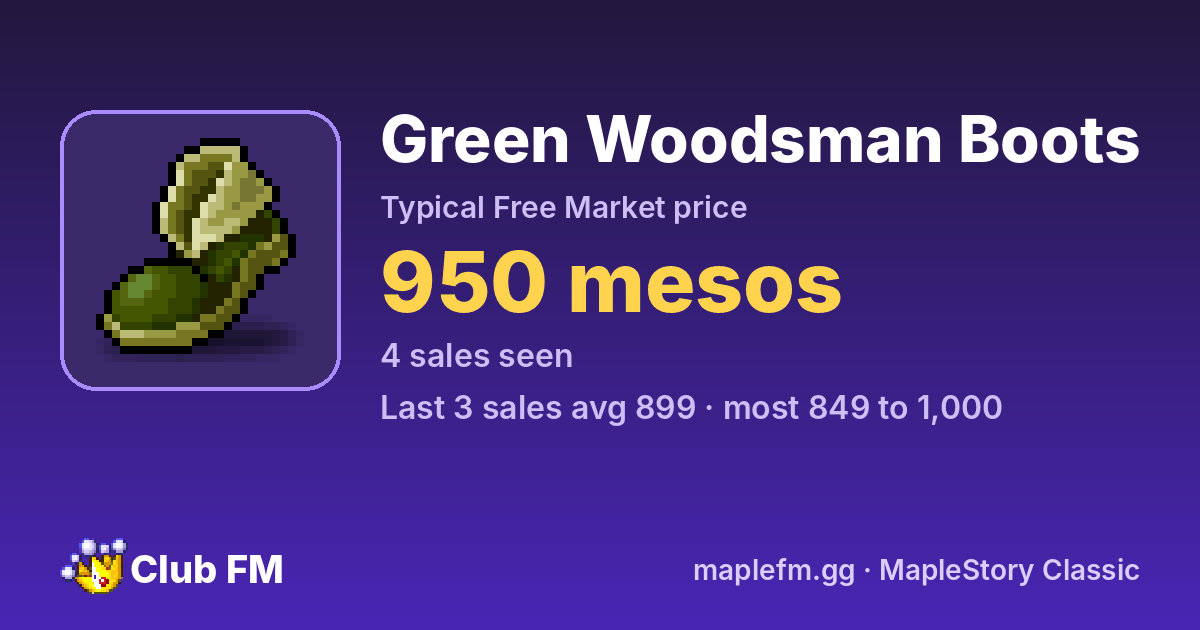 Green Woodsman Boots
Typical Free Market price
950 mesos
4 sales seen
Last 3 sales avg 899 · most 849 to 1,000
Club FM
maplefm.gg · MapleStory Classic